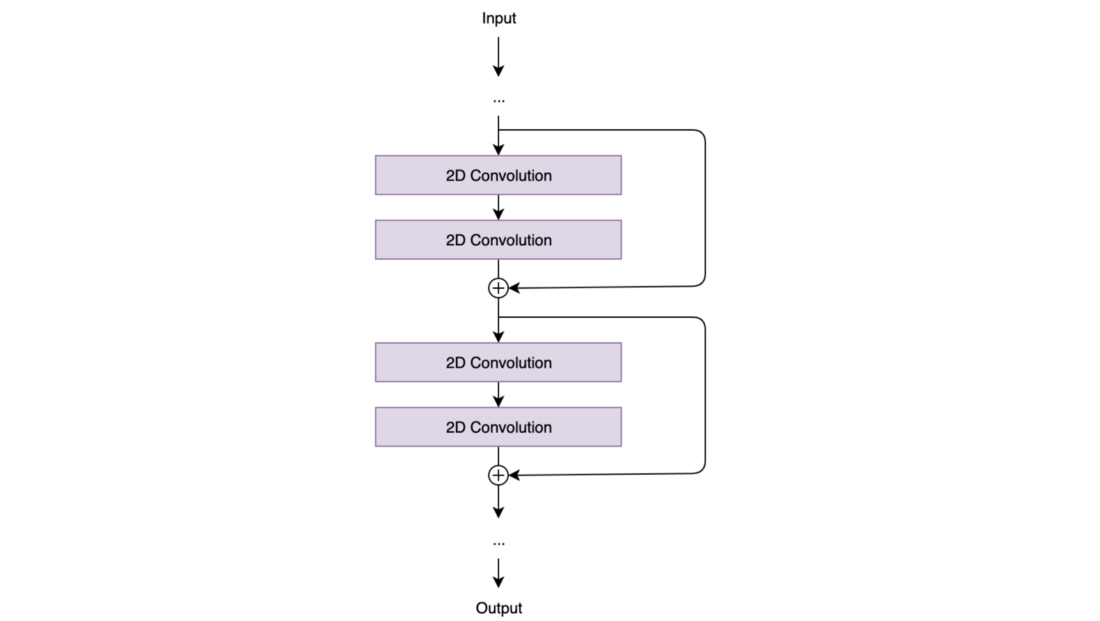 Input
...
2D Convolution
2D Convolution
+
2D Convolution
2D Convolution
+
...
Output